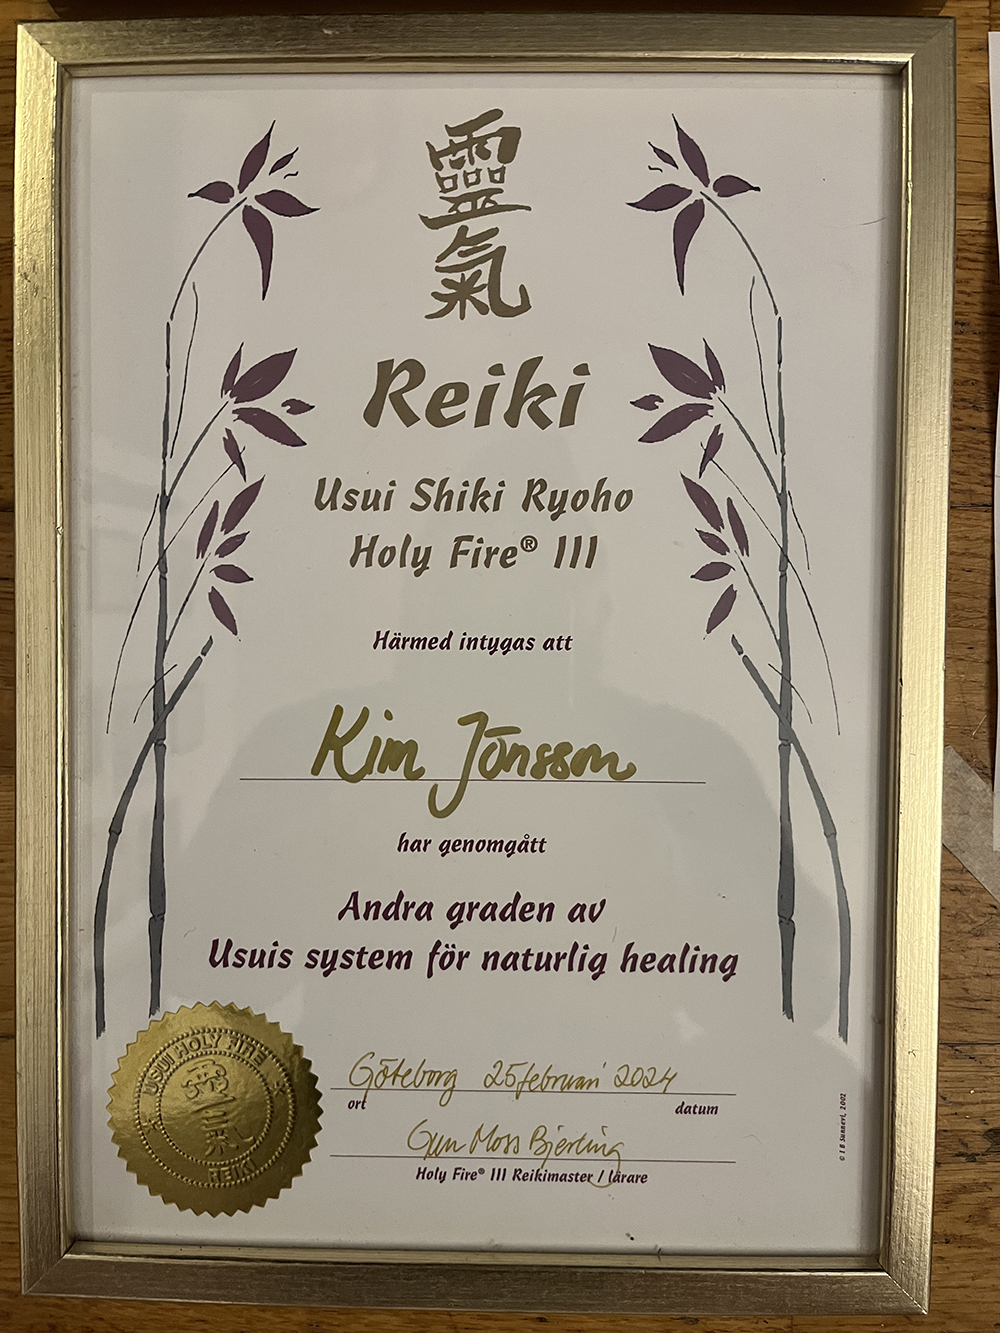 靈
氣
Reiki
Usui Shiki Ryoho
Holy Fire® III
Härmed intygas att
Kim Jönsson
har genomgått
Andra graden av
Usuis system för naturlig healing
USUI HOLY FIRE
靈氣
REIKI
Göteborg 25 februari 2024
ort datum
Gun Moss Bjerling
Holy Fire® III Reikimaster / lärare
© I B Sunnevi, 2002